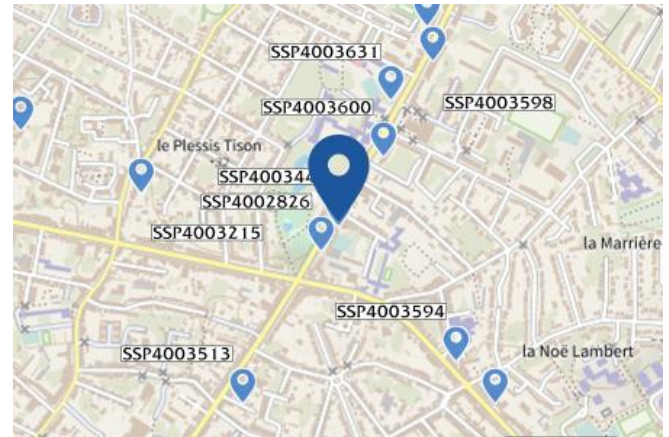 SSP4003631
SSP4003600
SSP4003598
le Plessis Tison
SSP400344
SSP4002826
SSP4003215
la Marrière
SSP4003594
la Noë Lambert
SSP4003513